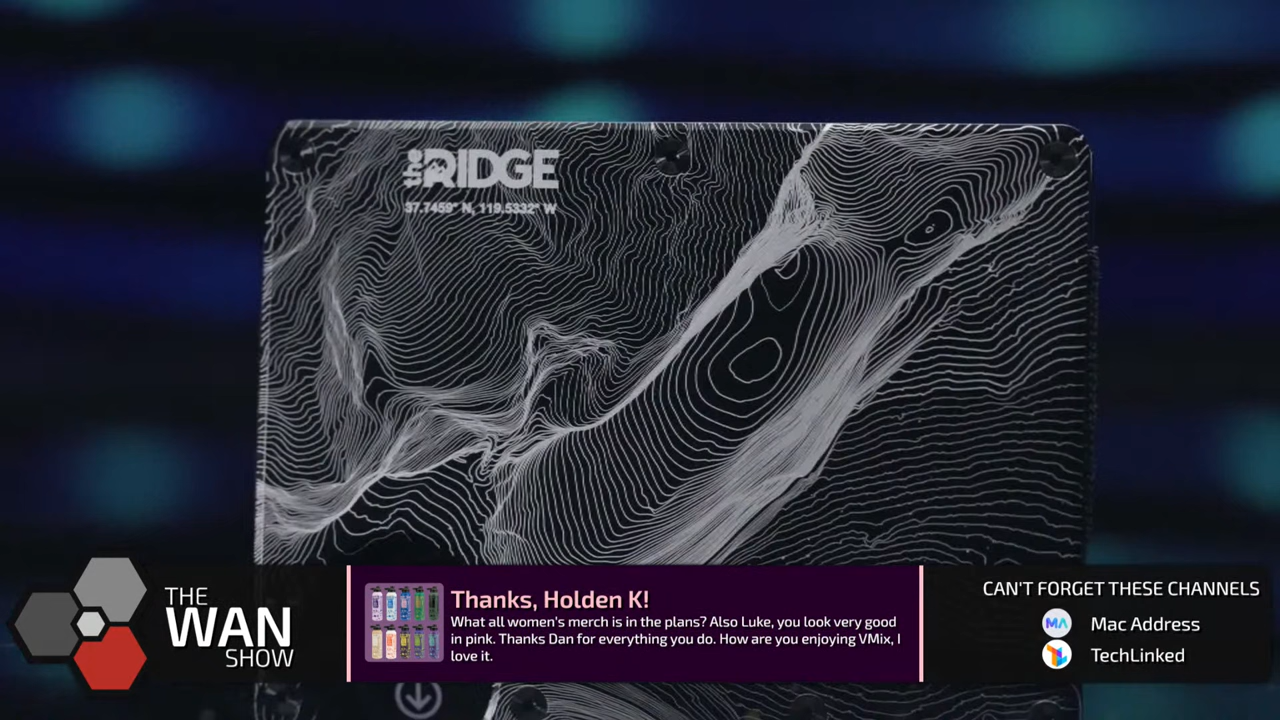 the RIDGE
37.7459° N, 119.5332° W
THE
WAN
SHOW
Thanks, Holden K!
What all women's merch is in the plans? Also Luke, you look very good
in pink. Thanks Dan for everything you do. How are you enjoying VMix, I
love it.
CAN'T FORGET THESE CHANNELS
MA Mac Address
TechLinked